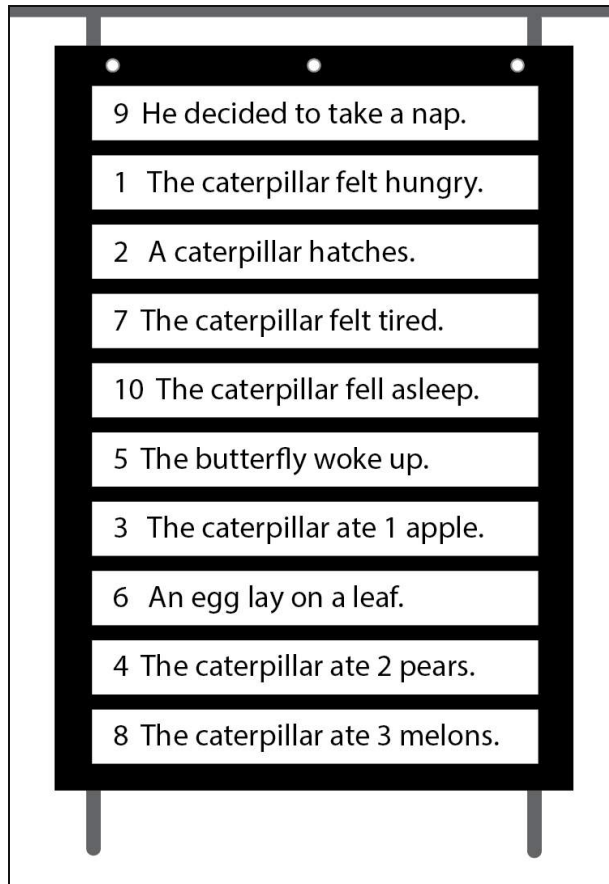 9 He decided to take a nap.
1 The caterpillar felt hungry.
2 A caterpillar hatches.
7 The caterpillar felt tired.
10 The caterpillar fell asleep.
5 The butterfly woke up.
3 The caterpillar ate 1 apple.
6 An egg lay on a leaf.
4 The caterpillar ate 2 pears.
8 The caterpillar ate 3 melons.